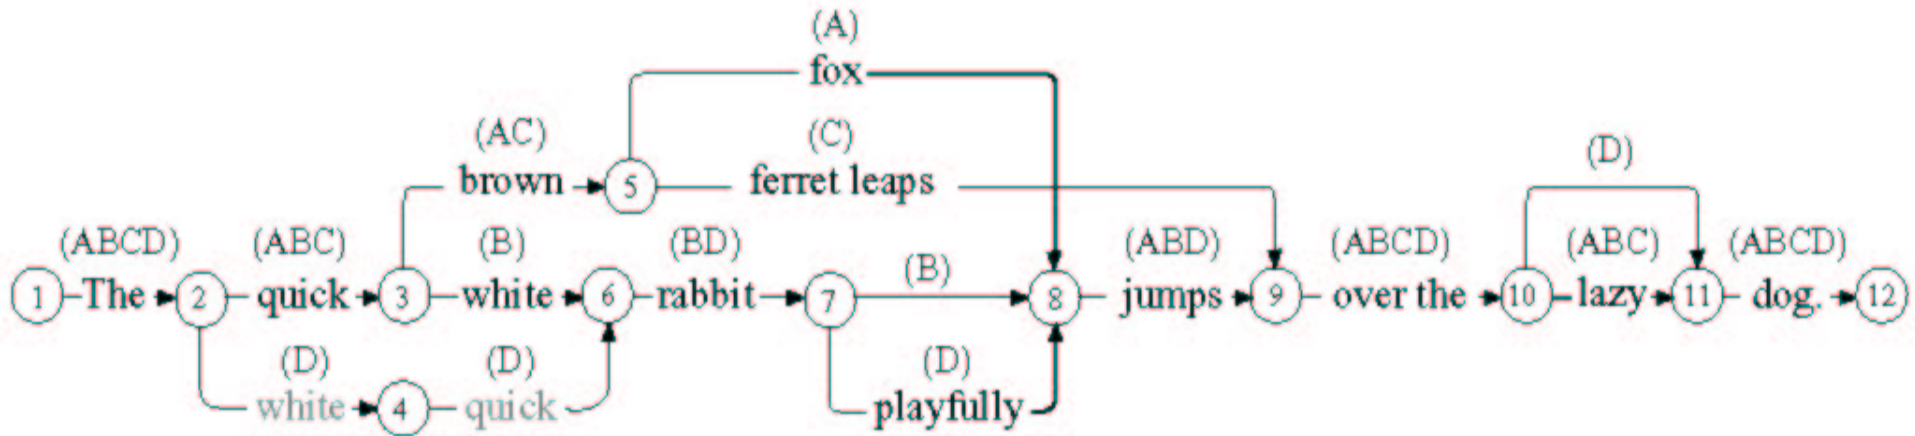 (A)
fox
(AC) (C) (D)
brown 5 ferret leaps
(ABCD) (ABC) (B) (BD) (B) (ABD) (ABCD) (ABC) (ABCD)
1 The 2 quick 3 white 6 rabbit 7 8 jumps 9 over the 10 lazy 11 dog. 12
(D) (D) (D)
white 4 quick playfully